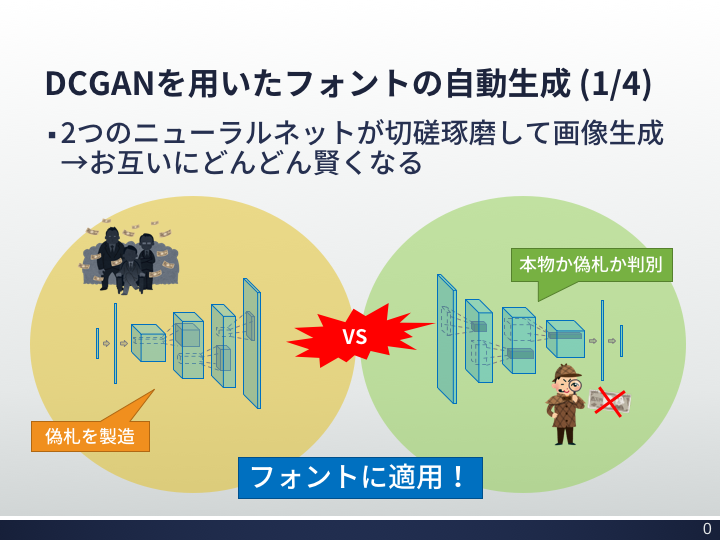 DCGANを用いたフォントの自動生成 (1/4)
▪2つのニューラルネットが切磋琢磨して画像生成
→お互いにどんどん賢くなる
本物か偽札か判別
VS
偽札を製造
フォントに適用！
0